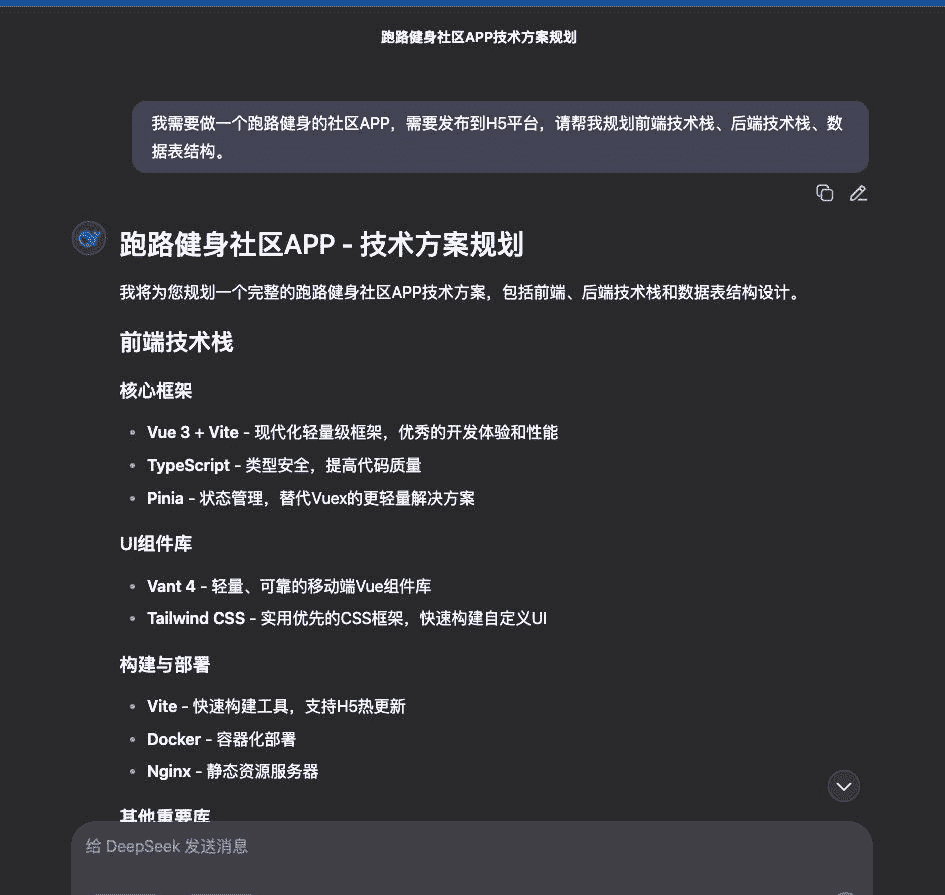 跑路健身社区APP技术方案规划
我需要做一个跑路健身的社区APP，需要发布到H5平台，请帮我规划前端技术栈、后端技术栈、数
据表结构。
跑路健身社区APP - 技术方案规划
我将为您规划一个完整的跑路健身社区APP技术方案，包括前端、后端技术栈和数据表结构设计。
前端技术栈
核心框架
• Vue 3 + Vite - 现代化轻量级框架，优秀的开发体验和性能
• TypeScript - 类型安全，提高代码质量
• Pinia - 状态管理，替代Vuex的更轻量解决方案
UI组件库
• Vant 4 - 轻量、可靠的移动端Vue组件库
• Tailwind CSS - 实用优先的CSS框架，快速构建自定义UI
构建与部署
• Vite - 快速构建工具，支持H5热更新
• Docker - 容器化部署
• Nginx - 静态资源服务器
其他重要库
给 DeepSeek 发送消息